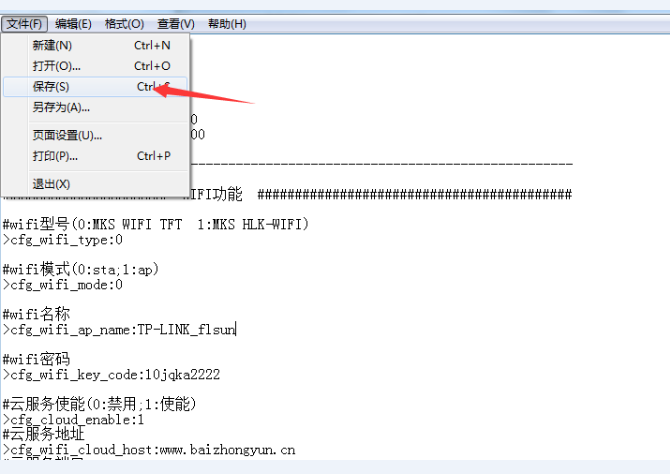 文件(F) 编辑(E) 格式(O) 查看(V) 帮助(H)
新建(N) Ctrl+N
打开(O)... Ctrl+O
保存(S)
另存为(A)...
0
页面设置(U)...
00
打印(P)... Ctrl+P
--------------------------------------------------
退出(X)
IFI功能 ##########################################
#wifi型号(0:MKS WIFI TFT 1:MKS HLK-WIFI)
>cfg_wifi_type:0
#wifi模式(0:sta;1:ap)
>cfg_wifi_mode:0
#wifi名称
>cfg_wifi_ap_name:TP-LINK_flsun
#wifi密码
>cfg_wifi_key_code:10jqka2222
#云服务使能(0:禁用;1:使能)
>cfg_cloud_enable:1
#云服务地址
>cfg_wifi_cloud_host:www.baizhongyun.cn